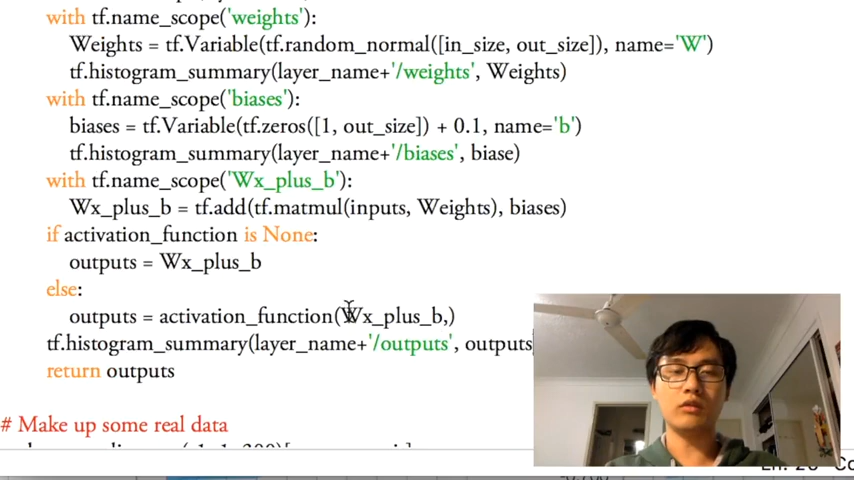 with tf.name_scope('weights'):
Weights = tf.Variable(tf.random_normal([in_size, out_size]), name='W')
tf.histogram_summary(layer_name+'/weights', Weights)
with tf.name_scope('biases'):
biases = tf.Variable(tf.zeros([1, out_size]) + 0.1, name='b')
tf.histogram_summary(layer_name+'/biases', biase)
with tf.name_scope('Wx_plus_b'):
Wx_plus_b = tf.add(tf.matmul(inputs, Weights), biases)
if activation_function is None:
outputs = Wx_plus_b
else:
outputs = activation_function(Wx_plus_b,)
tf.histogram_summary(layer_name+'/outputs', outputs
return outputs
# Make up some real data